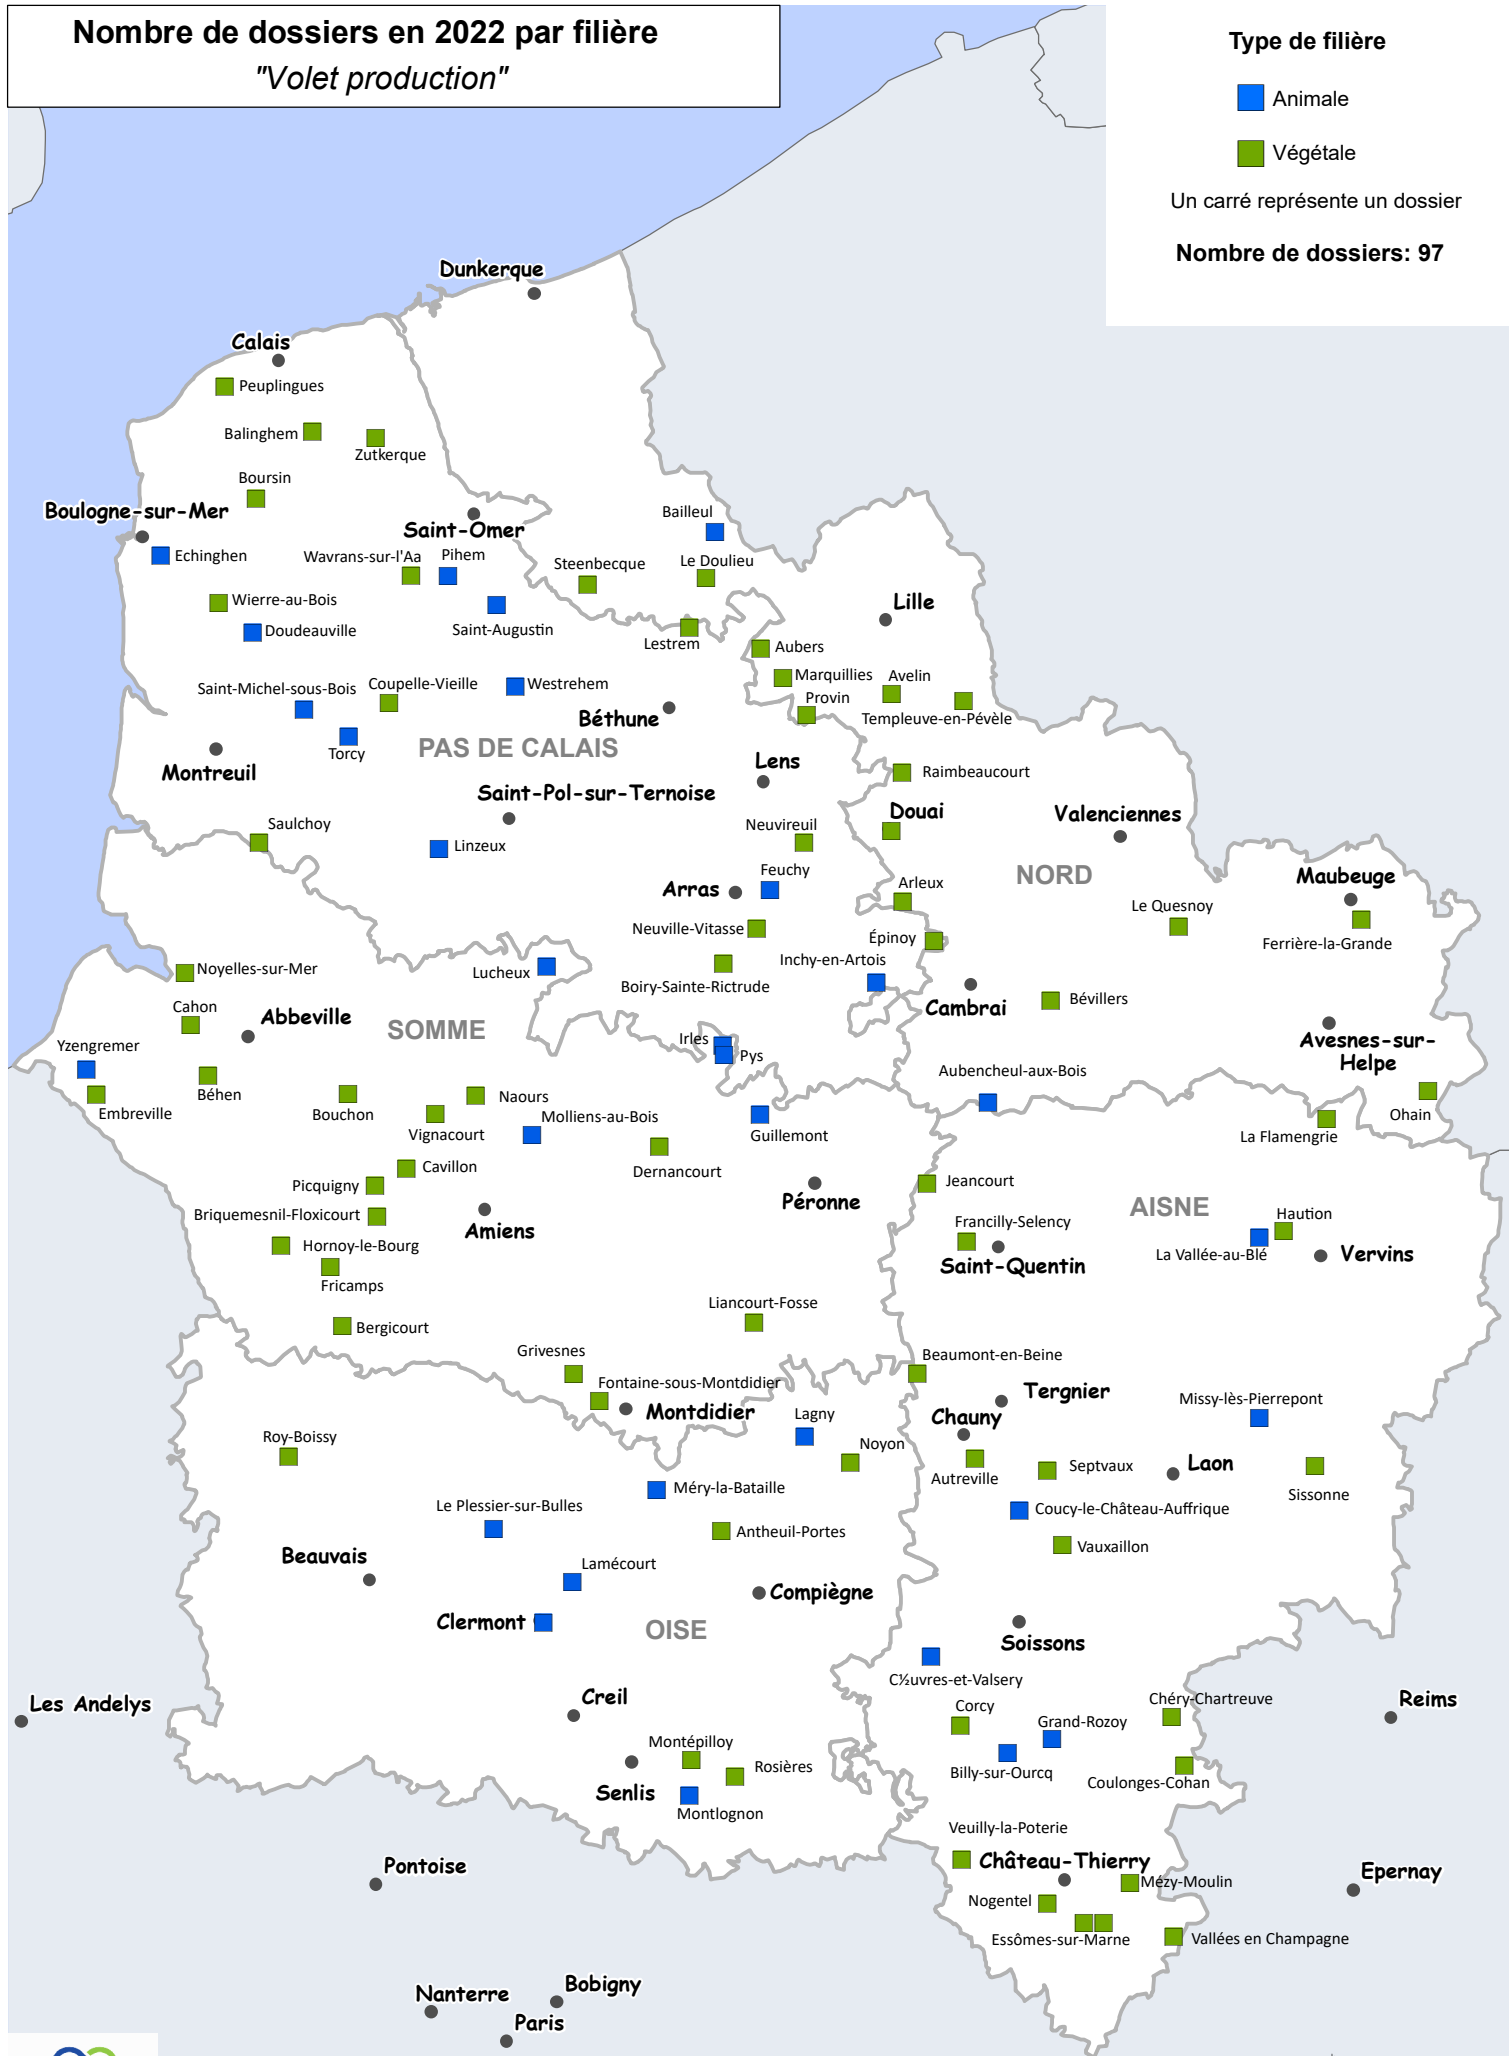 Nombre de dossiers en 2022 par filière
"Volet production"
Type de filière
Animale
Végétale
Un carré représente un dossier
Nombre de dossiers: 97
Dunkerque
Calais
Peuplingues
Balinghem
Zutkerque
Boursin
Boulogne-sur-Mer
Saint-Omer
Bailleul
Echinghen
Wavrans-sur-l'Aa
Pihem
Steenbecque
Le Doulieu
Wierre-au-Bois
Lille
Doudeauville
Saint-Augustin
Lestrem
Aubers
Marquillies
Avelin
Saint-Michel-sous-Bois
Coupelle-Vieille
Westrehem
Provin
Templeuve-en-Pévèle
Béthune
Torcy
PAS DE CALAIS
Montreuil
Lens
Raimbeaucourt
Saint-Pol-sur-Ternoise
Douai
Valenciennes
Saulchoy
Neuvireuil
Linzeux
Feuchy
NORD
Maubeuge
Arras
Arleux
Le Quesnoy
Neuville-Vitasse
Épinoy
Ferrière-la-Grande
Noyelles-sur-Mer
Lucheux
Inchy-en-Artois
Boiry-Sainte-Rictrude
Cahon
Abbeville
SOMME
Cambrai
Bévillers
Yzengremer
Irles
Pys
Avesnes-sur-
Helpe
Aubencheul-aux-Bois
Béhen
Embreville
Bouchon
Naours
Vignacourt
Molliens-au-Bois
Guillemont
Ohain
La Flamengrie
Dernancourt
Cavillon
Picquigny
Jeancourt
Péronne
AISNE
Briquemesnil-Floxicourt
Amiens
Francilly-Selency
Haution
Hornoy-le-Bourg
Saint-Quentin
La Vallée-au-Blé
Vervins
Fricamps
Liancourt-Fosse
Bergicourt
Grivesnes
Beaumont-en-Beine
Fontaine-sous-Montdidier
Tergnier
Montdidier
Lagny
Chauny
Missy-lès-Pierrepont
Roy-Boissy
Noyon
Autreville
Septvaux
Laon
Sissonne
Méry-la-Bataille
Le Plessier-sur-Bulles
Coucy-le-Château-Auffrique
Antheuil-Portes
Vauxaillon
Beauvais
Lamécourt
Compiègne
Clermont
OISE
Soissons
C½uvres-et-Valsery
Les Andelys
Creil
Corcy
Chéry-Chartreuve
Reims
Grand-Rozoy
Montépilloy
Rosières
Billy-sur-Ourcq
Coulonges-Cohan
Senlis
Montlognon
Veuilly-la-Poterie
Pontoise
Château-Thierry
Epernay
Mézy-Moulin
Nogentel
Essômes-sur-Marne
Vallées en Champagne
Nanterre
Bobigny
Paris